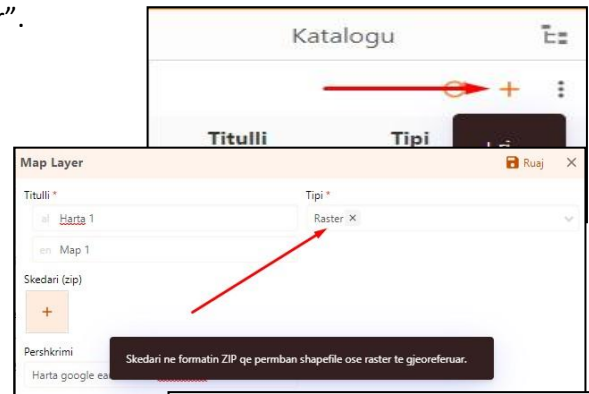 r”.
Katalogu
Titulli Tipi
Map Layer Ruaj
Titulli * Tipi *
al Harta 1 Raster ×
en Map 1
Skedari (zip)
Pershkrimi
Skedari ne formatin ZIP qe permban shapefile ose raster te gjeoreferuar.
Harta google